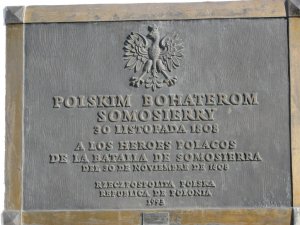 POLSKIM BOHATEROM
SOMOSIERRY
30 LISTOPADA 1808
A LOS HEROES POLACOS
DE LA BATALLA DE SOMOSIERRA
DEL 30 DE NOVIEMBRE DE 1808
RZECZPOSPOLITA POLSKA
REPUBLICA DE POLONIA
1993